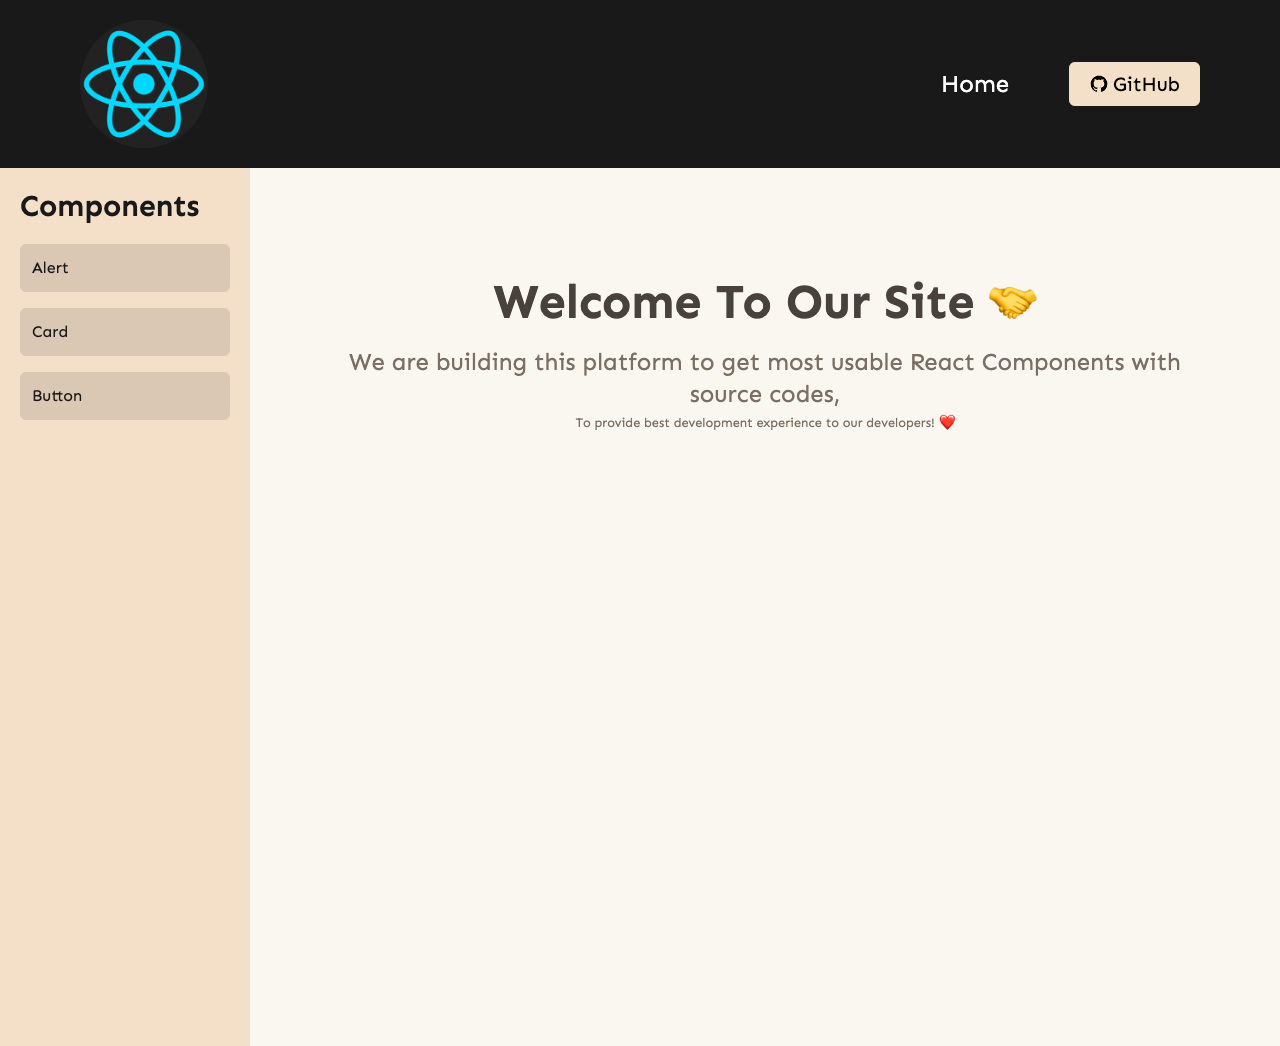 Home
GitHub
Components
Alert
Card
Button
Welcome To Our Site 🤝
We are building this platform to get most usable React Components with
source codes,
To provide best development experience to our developers! ❤️